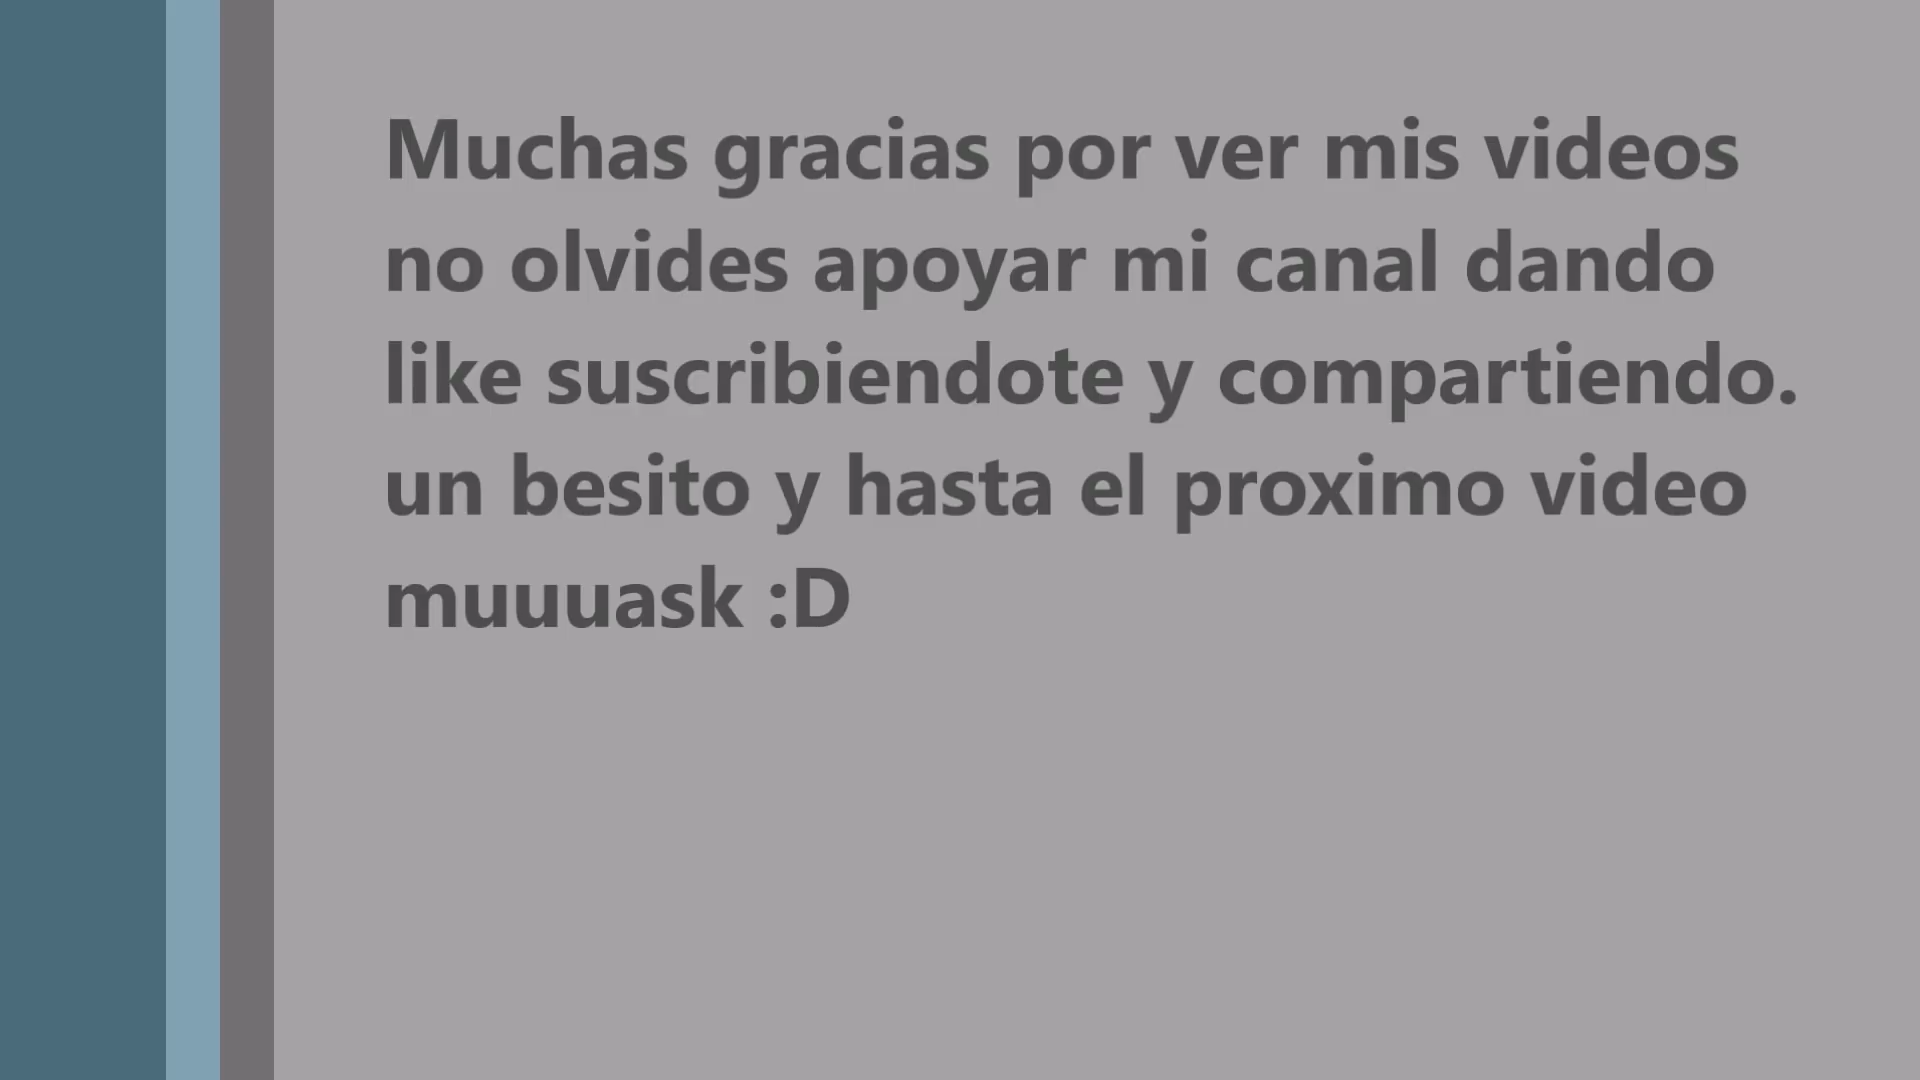 Muchas gracias por ver mis videos
no olvides apoyar mi canal dando
like suscribiendote y compartiendo.
un besito y hasta el proximo video
muuuask :D